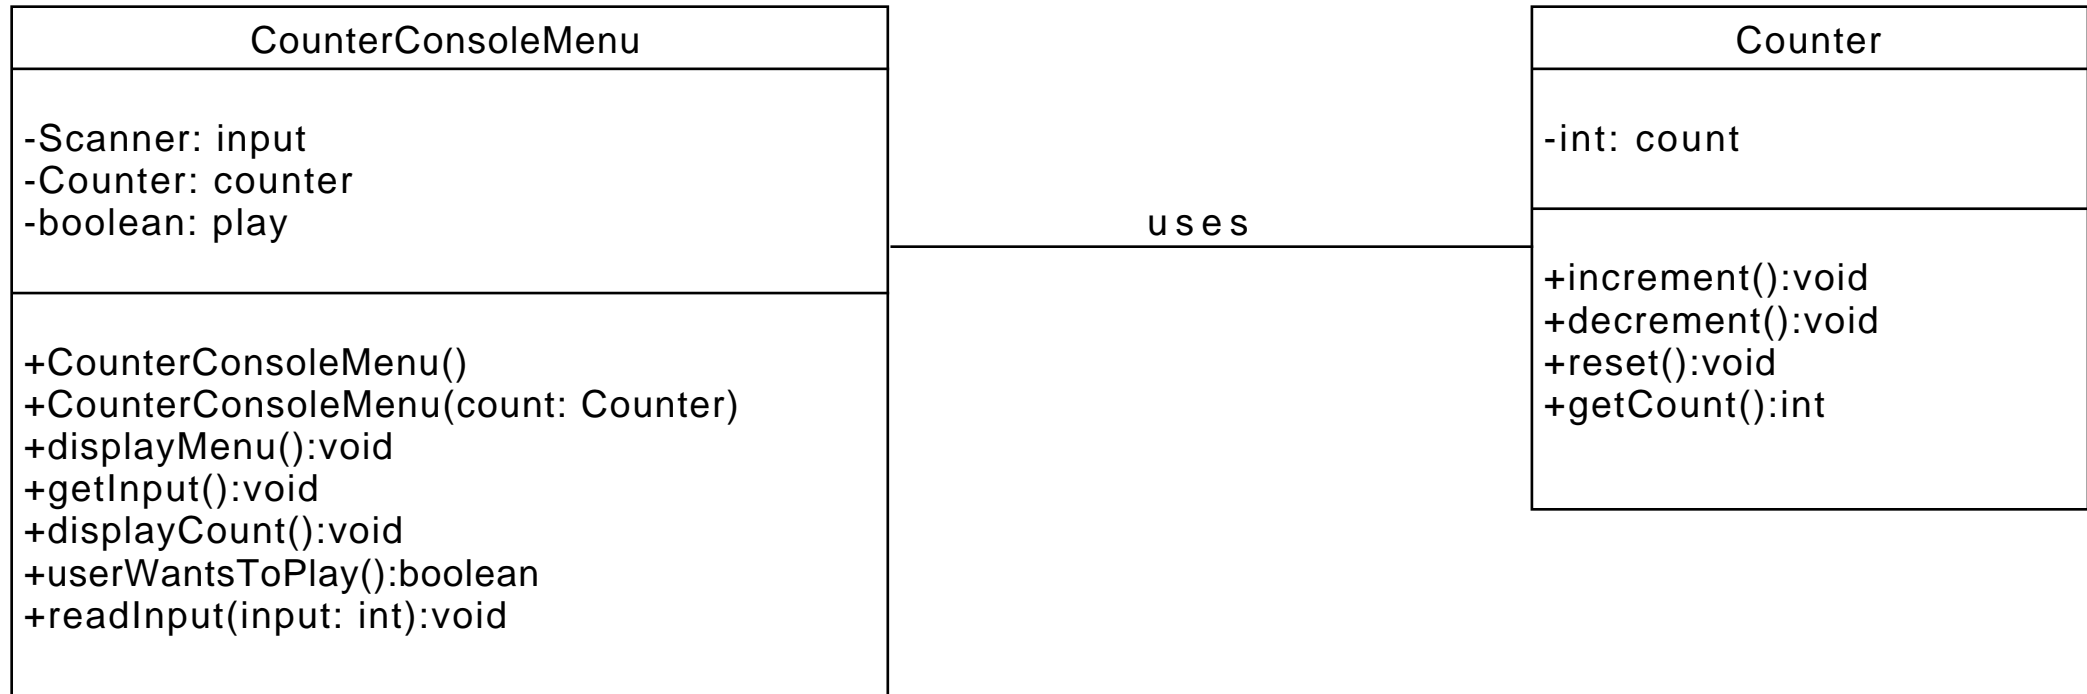 CounterConsoleMenu
-Scanner: input
-Counter: counter
-boolean: play
+CounterConsoleMenu()
+CounterConsoleMenu(count: Counter)
+displayMenu():void
+getInput():void
+displayCount():void
+userWantsToPlay():boolean
+readInput(input: int):void
uses
Counter
-int: count
+increment():void
+decrement():void
+reset():void
+getCount():int